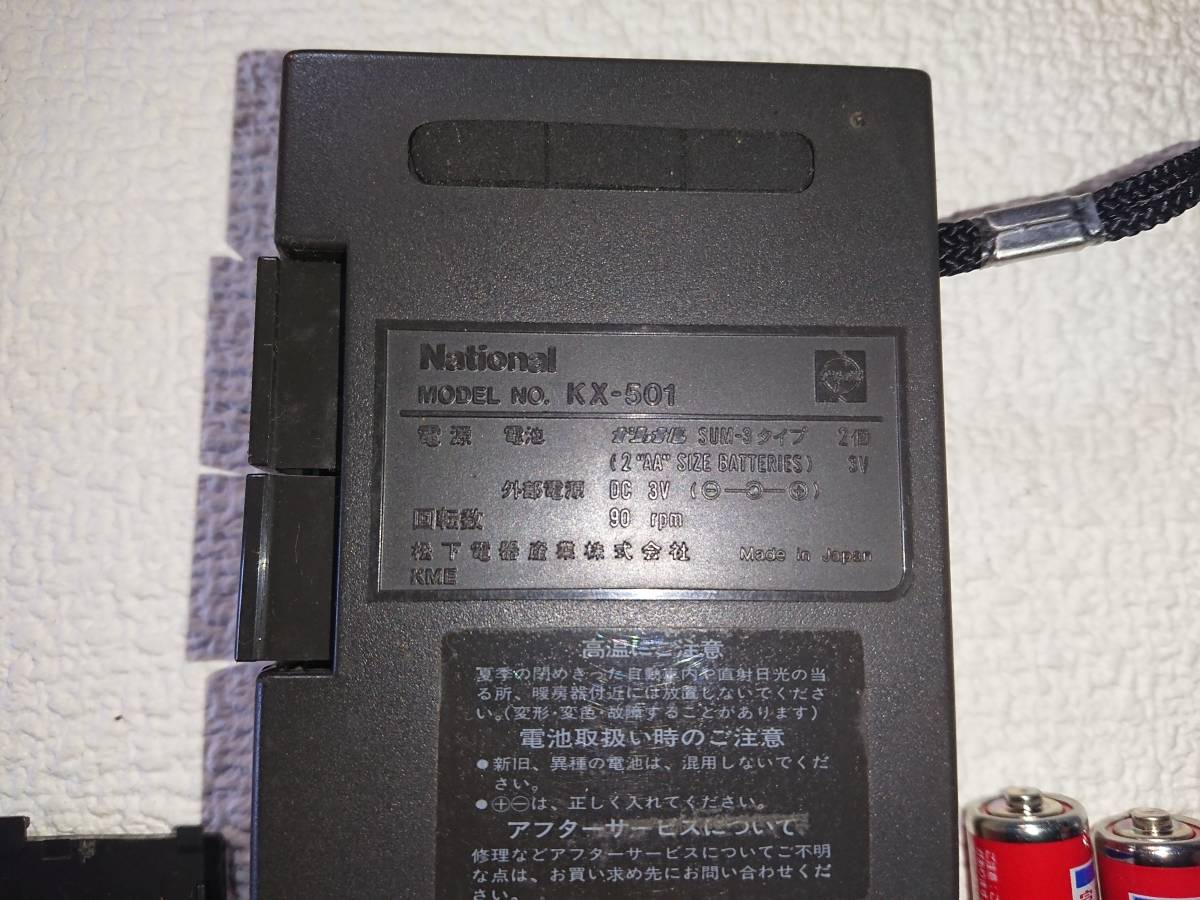 National
MODEL NO. KX-501
電源 電池 ナショナル SUM-3タイプ 2個
(2 "AA" SIZE BATTERIES) 3V
外部電源 DC 3V (⊖-⊙-⊕)
回転数 90 rpm
松下電器産業株式会社 Made in Japan
KME
高温にご注意
夏季の閉めきった自動車内や直射日光の当
る所、暖房器付近には放置しないでくださ
い。(変形・変色・故障することがあります)
電池取扱い時のご注意
●新旧、異種の電池は、混用しないでくだ
さい。
●⊕⊖は、正しく入れてください。
アフターサービスについて
修理などアフターサービスについてご不明
な点は、お買い求め先にお問い合わせくだ
さい。